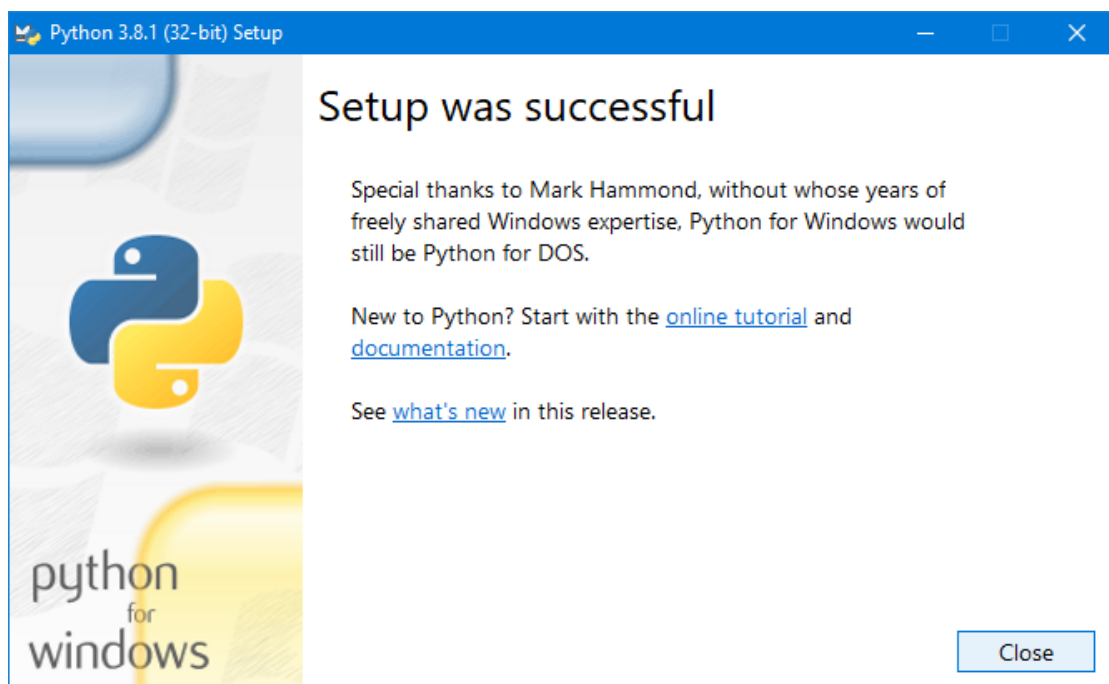 Python 3.8.1 (32-bit) Setup
Setup was successful
Special thanks to Mark Hammond, without whose years of
freely shared Windows expertise, Python for Windows would
still be Python for DOS.
New to Python? Start with the online tutorial and
documentation.
See what's new in this release.
python
for
windows
Close